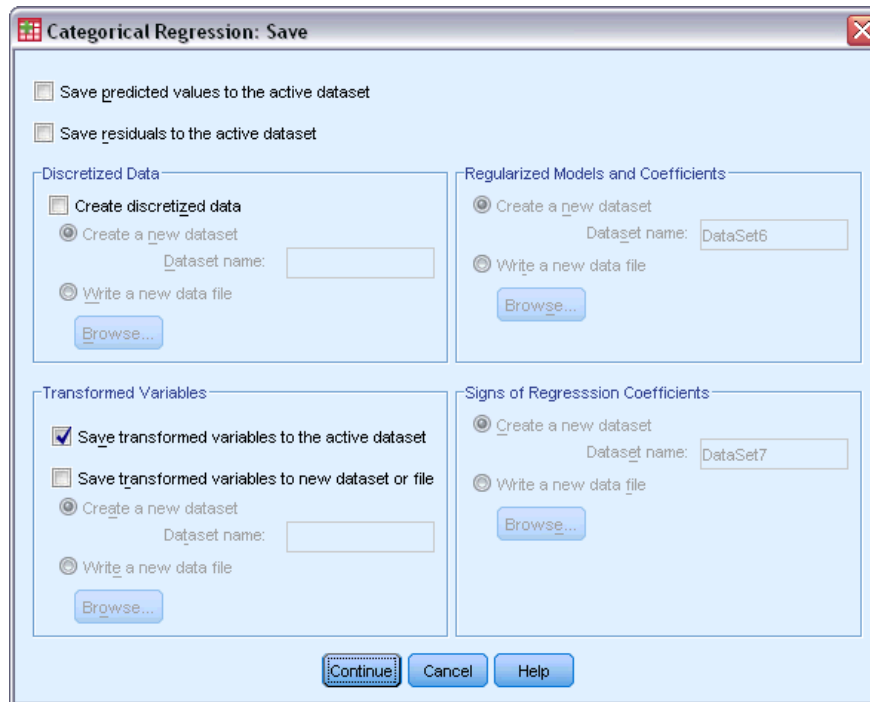 Categorical Regression: Save
Save predicted values to the active dataset
Save residuals to the active dataset
Discretized Data
Create discretized data
Create a new dataset
Dataset name:
Write a new data file
Browse...
Regularized Models and Coefficients
Create a new dataset
Dataset name: DataSet6
Write a new data file
Browse...
Transformed Variables
Save transformed variables to the active dataset
Save transformed variables to new dataset or file
Create a new dataset
Dataset name:
Write a new data file
Browse...
Signs of Regresssion Coefficients
Create a new dataset
Dataset name: DataSet7
Write a new data file
Browse...
Continue Cancel Help